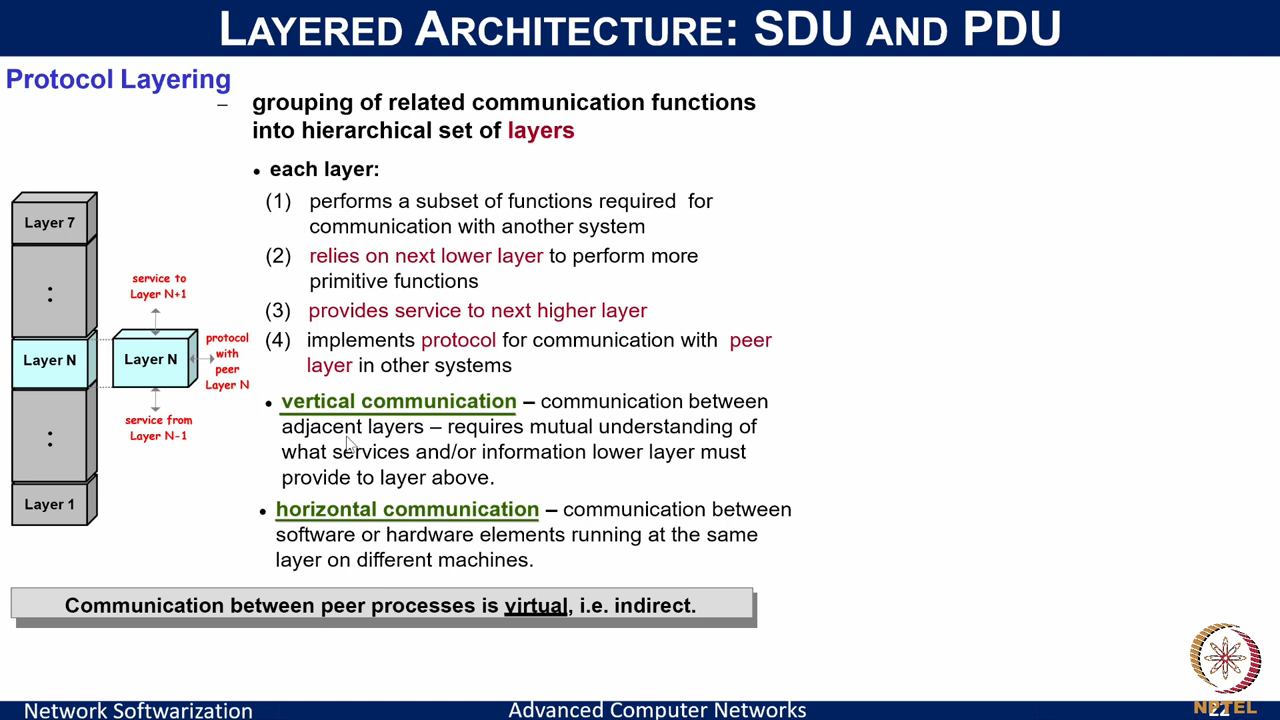 LAYERED ARCHITECTURE: SDU AND PDU
Protocol Layering
– grouping of related communication functions
into hierarchical set of layers
• each layer:
(1) performs a subset of functions required for
communication with another system
(2) relies on next lower layer to perform more
primitive functions
(3) provides service to next higher layer
(4) implements protocol for communication with peer
layer in other systems
• vertical communication – communication between
adjacent layers – requires mutual understanding of
what services and/or information lower layer must
provide to layer above.
• horizontal communication – communication between
software or hardware elements running at the same
layer on different machines.
Layer 7
:
Layer N
:
Layer 1
service to
Layer N+1
Layer N
protocol
with
peer
Layer N
service from
Layer N-1
Communication between peer processes is virtual, i.e. indirect.
Network Softwarization
Advanced Computer Networks
22
NPTEL